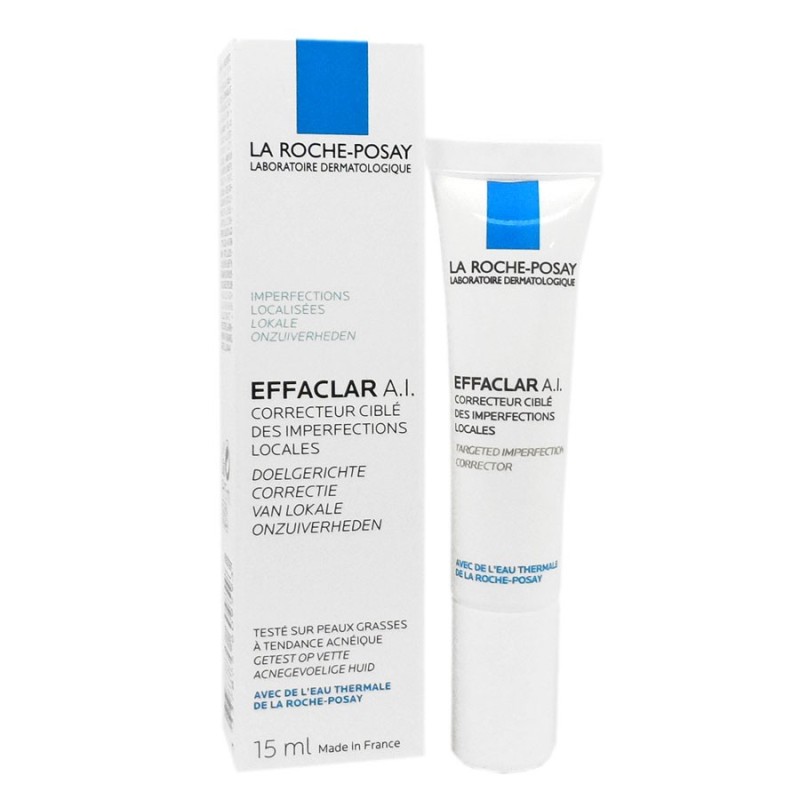 LA ROCHE-POSAY
LABORATOIRE DERMATOLOGIQUE
IMPERFECTIONS
LOCALISÉES
LOKALE
ONZUIVERHEDEN
EFFACLAR A.I.
CORRECTEUR CIBLÉ
DES IMPERFECTIONS
LOCALES
DOELGERICHTE
CORRECTIE
VAN LOKALE
ONZUIVERHEDEN
TESTÉ SUR PEAUX GRASSES
À TENDANCE ACNÉIQUE
GETEST OP VETTE
ACNEGEVOELIGE HUID
AVEC DE L'EAU THERMALE
DE LA ROCHE-POSAY
15 ml Made in France
LA ROCHE-POSAY
LABORATOIRE DERMATOLOGIQUE
EFFACLAR A.I.
CORRECTEUR CIBLÉ
DES IMPERFECTIONS
LOCALES
TARGETED IMPERFECTION
CORRECTOR
AVEC DE L'EAU THERMALE
DE LA ROCHE-POSAY